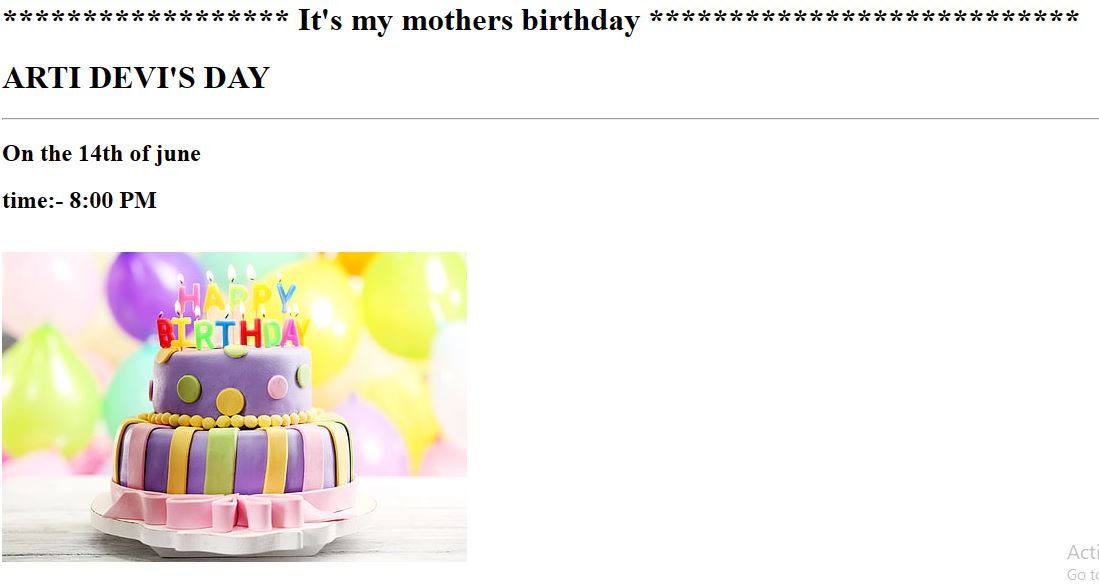 ****************** It's my mothers birthday ***************************
ARTI DEVI'S DAY
On the 14th of june
time:- 8:00 PM
HAPPY
BIRTHDAY
Acti
Go to